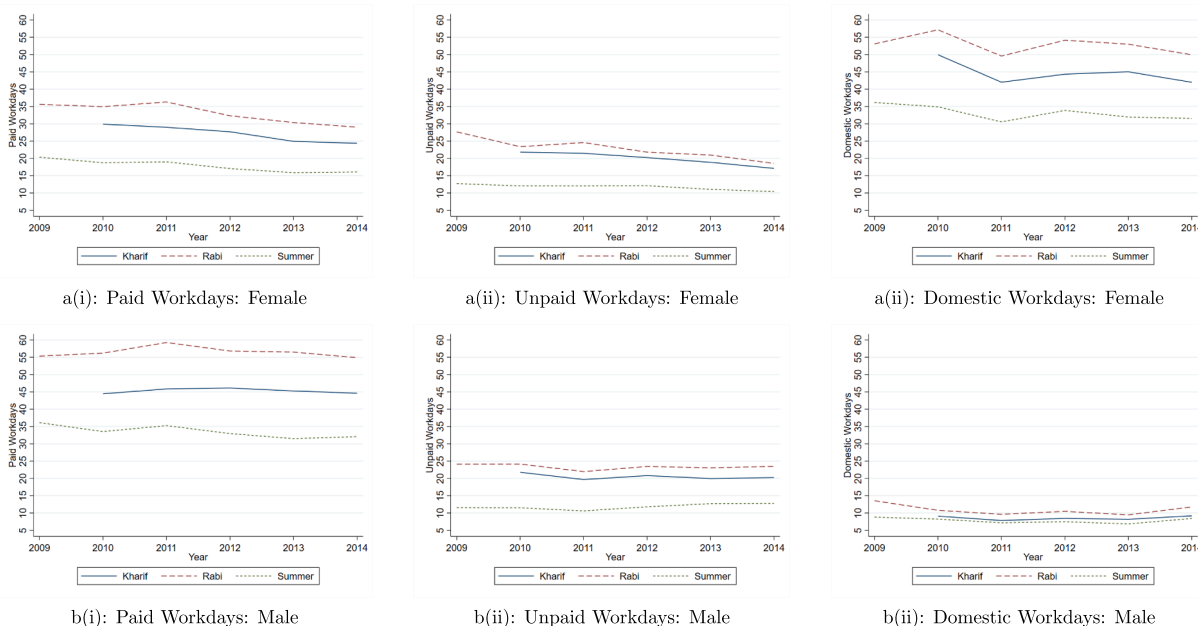 Paid Workdays
5 10 15 20 25 30 35 40 45 50 55 60
2009 2010 2011 2012 2013 2014
Year
Kharif Rabi Summer
a(i): Paid Workdays: Female
Unpaid Workdays
5 10 15 20 25 30 35 40 45 50 55 60
2009 2010 2011 2012 2013 2014
Year
Kharif Rabi Summer
a(ii): Unpaid Workdays: Female
Domestic Workdays
5 10 15 20 25 30 35 40 45 50 55 60
2009 2010 2011 2012 2013 2014
Year
Kharif Rabi Summer
a(ii): Domestic Workdays: Female
Paid Workdays
5 10 15 20 25 30 35 40 45 50 55 60
2009 2010 2011 2012 2013 2014
Year
Kharif Rabi Summer
b(i): Paid Workdays: Male
Unpaid Workdays
5 10 15 20 25 30 35 40 45 50 55 60
2009 2010 2011 2012 2013 2014
Year
Kharif Rabi Summer
b(ii): Unpaid Workdays: Male
Domestic Workdays
5 10 15 20 25 30 35 40 45 50 55 60
2009 2010 2011 2012 2013 2014
Year
Kharif Rabi Summer
b(ii): Domestic Workdays: Male